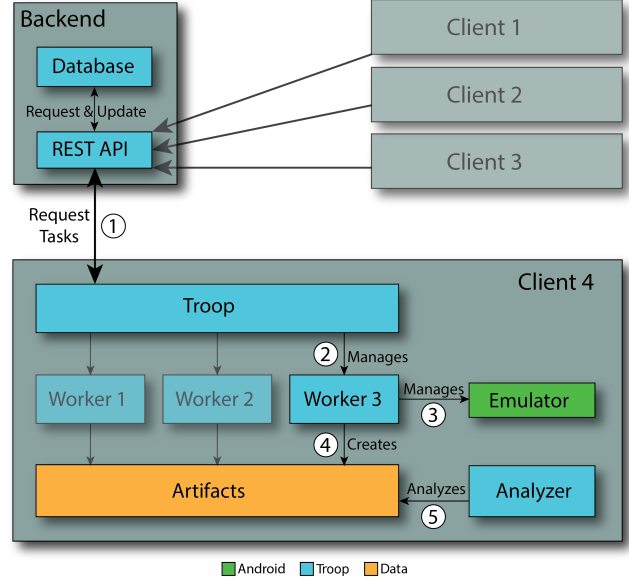 Backend
Database
Request & Update
REST API
Client 1
Client 2
Client 3
Request
Tasks
1
Client 4
Troop
2
Manages
Worker 1
Worker 2
Worker 3
Manages
3
Emulator
4
Creates
Artifacts
Analyzes
5
Analyzer
Android
Troop
Data